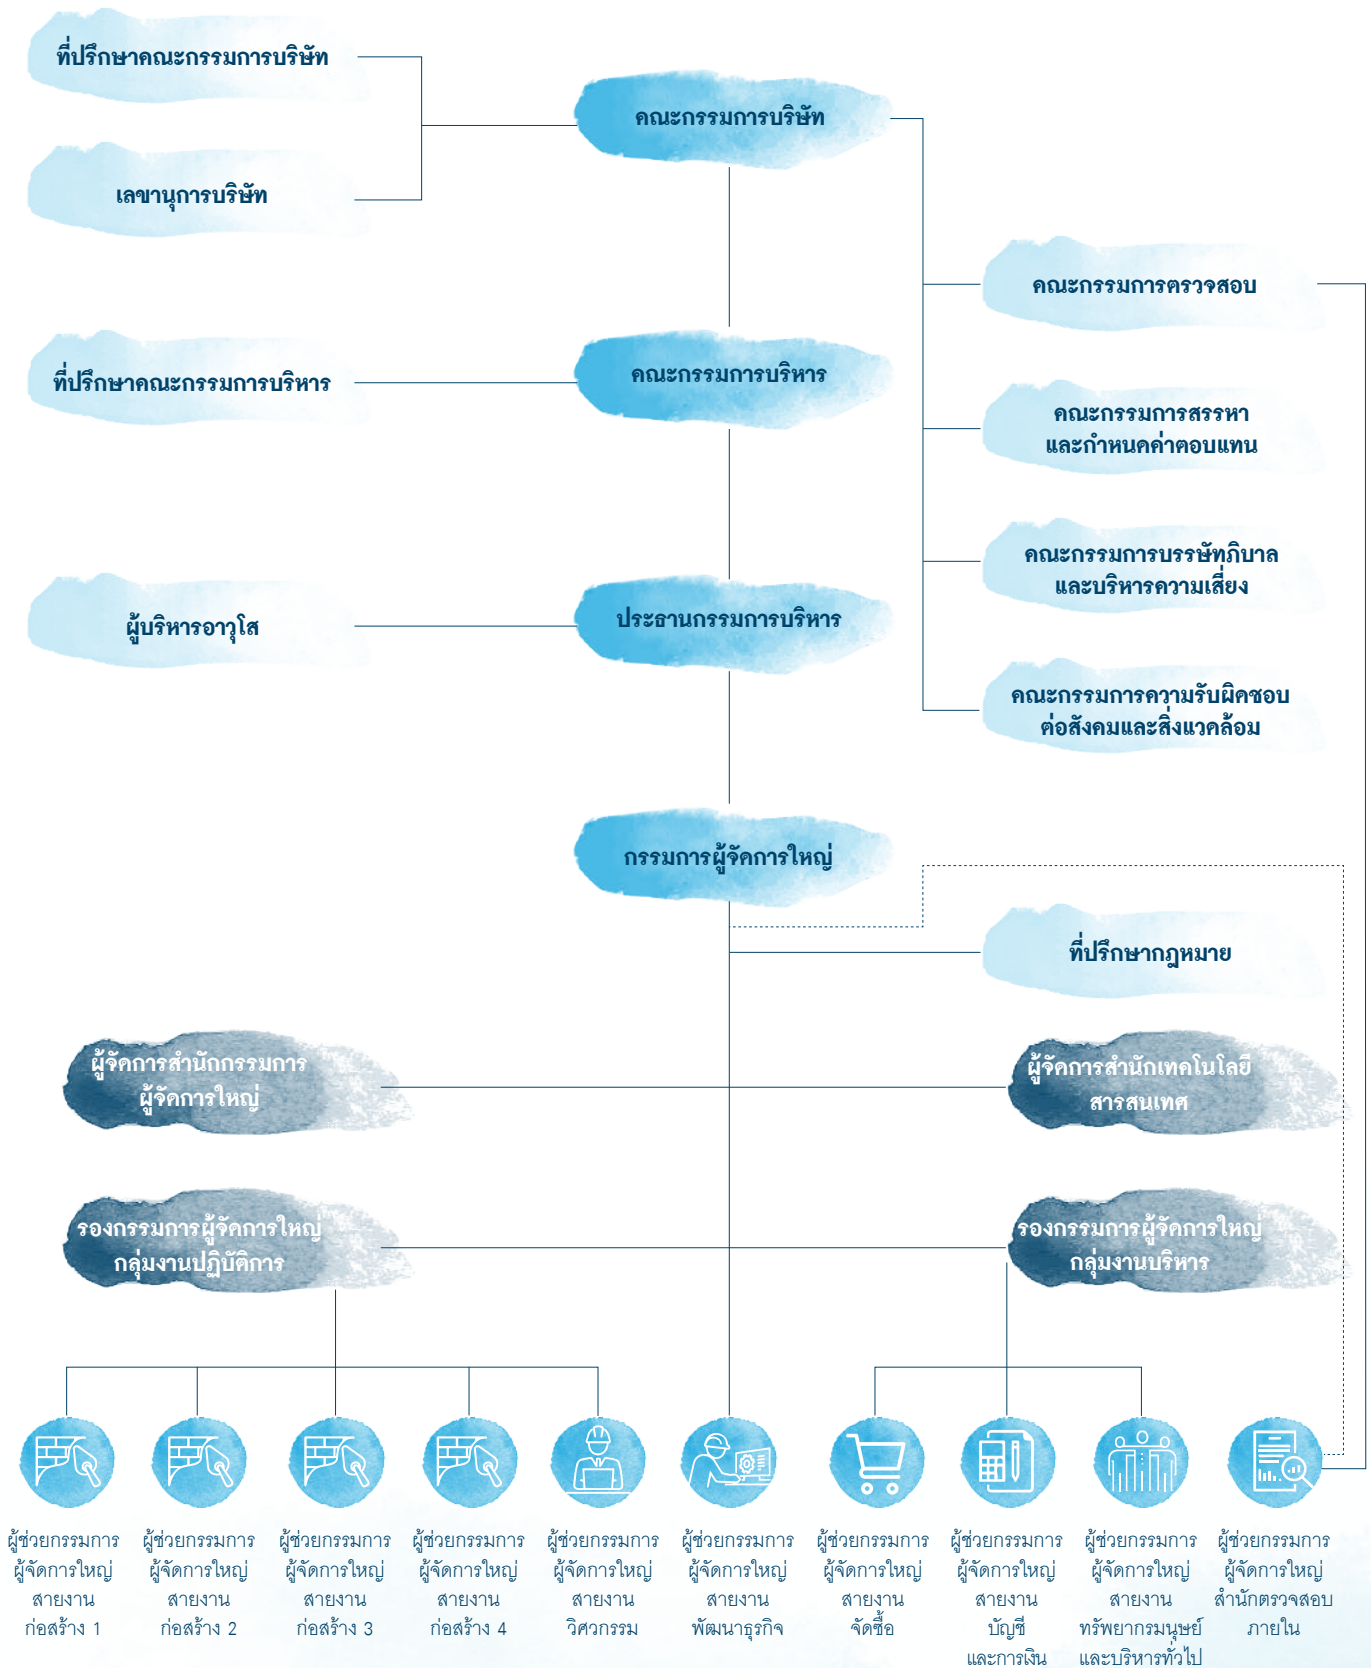 ที่ปรึกษาคณะกรรมการบริษัท
คณะกรรมการบริษัท
เลขานุการบริษัท
คณะกรรมการตรวจสอบ
ที่ปรึกษาคณะกรรมการบริหาร
คณะกรรมการบริหาร
คณะกรรมการสรรหา
และกำหนดค่าตอบแทน
คณะกรรมการบรรษัทภิบาล
และบริหารความเสี่ยง
ผู้บริหารอาวุโส
ประธานกรรมการบริหาร
คณะกรรมการความรับผิดชอบ
ต่อสังคมและสิ่งแวดล้อม
กรรมการผู้จัดการใหญ่
ที่ปรึกษากฎหมาย
ผู้จัดการสำนักกรรมการ
ผู้จัดการใหญ่
ผู้จัดการสำนักเทคโนโลยี
สารสนเทศ
รองกรรมการผู้จัดการใหญ่
กลุ่มงานปฏิบัติการ
รองกรรมการผู้จัดการใหญ่
กลุ่มงานบริหาร
ผู้ช่วยกรรมการ
ผู้จัดการใหญ่
สายงาน
ก่อสร้าง 1
ผู้ช่วยกรรมการ
ผู้จัดการใหญ่
สายงาน
ก่อสร้าง 2
ผู้ช่วยกรรมการ
ผู้จัดการใหญ่
สายงาน
ก่อสร้าง 3
ผู้ช่วยกรรมการ
ผู้จัดการใหญ่
สายงาน
ก่อสร้าง 4
ผู้ช่วยกรรมการ
ผู้จัดการใหญ่
สายงาน
วิศวกรรม
ผู้ช่วยกรรมการ
ผู้จัดการใหญ่
สายงาน
พัฒนาธุรกิจ
ผู้ช่วยกรรมการ
ผู้จัดการใหญ่
สายงาน
จัดซื้อ
ผู้ช่วยกรรมการ
ผู้จัดการใหญ่
สายงาน
บัญชี
และการเงิน
ผู้ช่วยกรรมการ
ผู้จัดการใหญ่
สายงาน
ทรัพยากรมนุษย์
และบริหารทั่วไป
ผู้ช่วยกรรมการ
ผู้จัดการใหญ่
สำนักตรวจสอบ
ภายใน